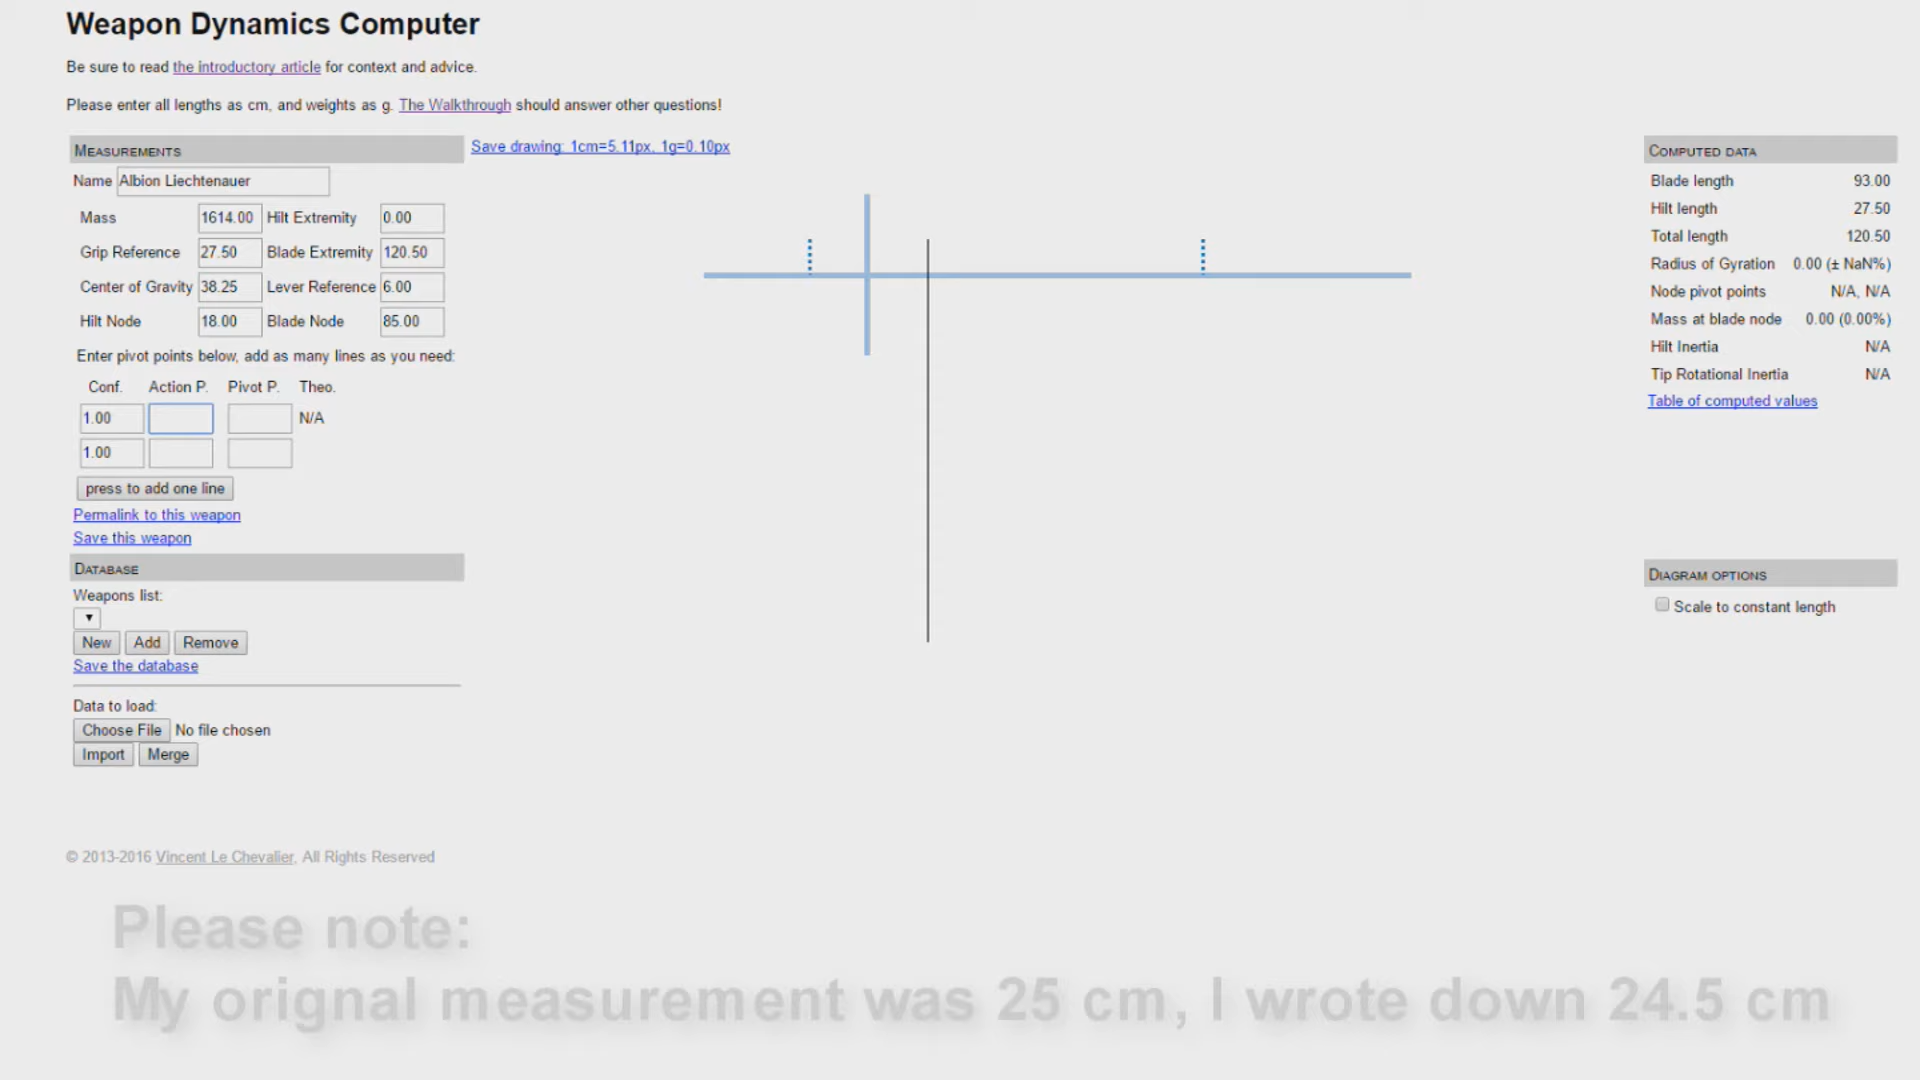 Weapon Dynamics Computer
Be sure to read the introductory article for context and advice.
Please enter all lengths as cm, and weights as g. The Walkthrough should answer other questions!
MEASUREMENTS
Name Albion Liechtenauer
Mass 1614.00 Hilt Extremity 0.00
Grip Reference 27.50 Blade Extremity 120.50
Center of Gravity 38.25 Lever Reference 6.00
Hilt Node 18.00 Blade Node 85.00
Enter pivot points below, add as many lines as you need:
Conf. Action P. Pivot P. Theo.
1.00 N/A
1.00
press to add one line
Permalink to this weapon
Save this weapon
DATABASE
Weapons list:
New Add Remove
Save the database
Data to load:
Choose File No file chosen
Import Merge
Save drawing: 1cm=5.11px, 1g=0.10px
COMPUTED DATA
Blade length 93.00
Hilt length 27.50
Total length 120.50
Radius of Gyration 0.00 (± NaN%)
Node pivot points N/A, N/A
Mass at blade node 0.00 (0.00%)
Hilt Inertia N/A
Tip Rotational Inertia N/A
Table of computed values
DIAGRAM OPTIONS
Scale to constant length
© 2013-2016 Vincent Le Chevalier, All Rights Reserved
Please note:
My orignal measurement was 25 cm, I wrote down 24.5 cm